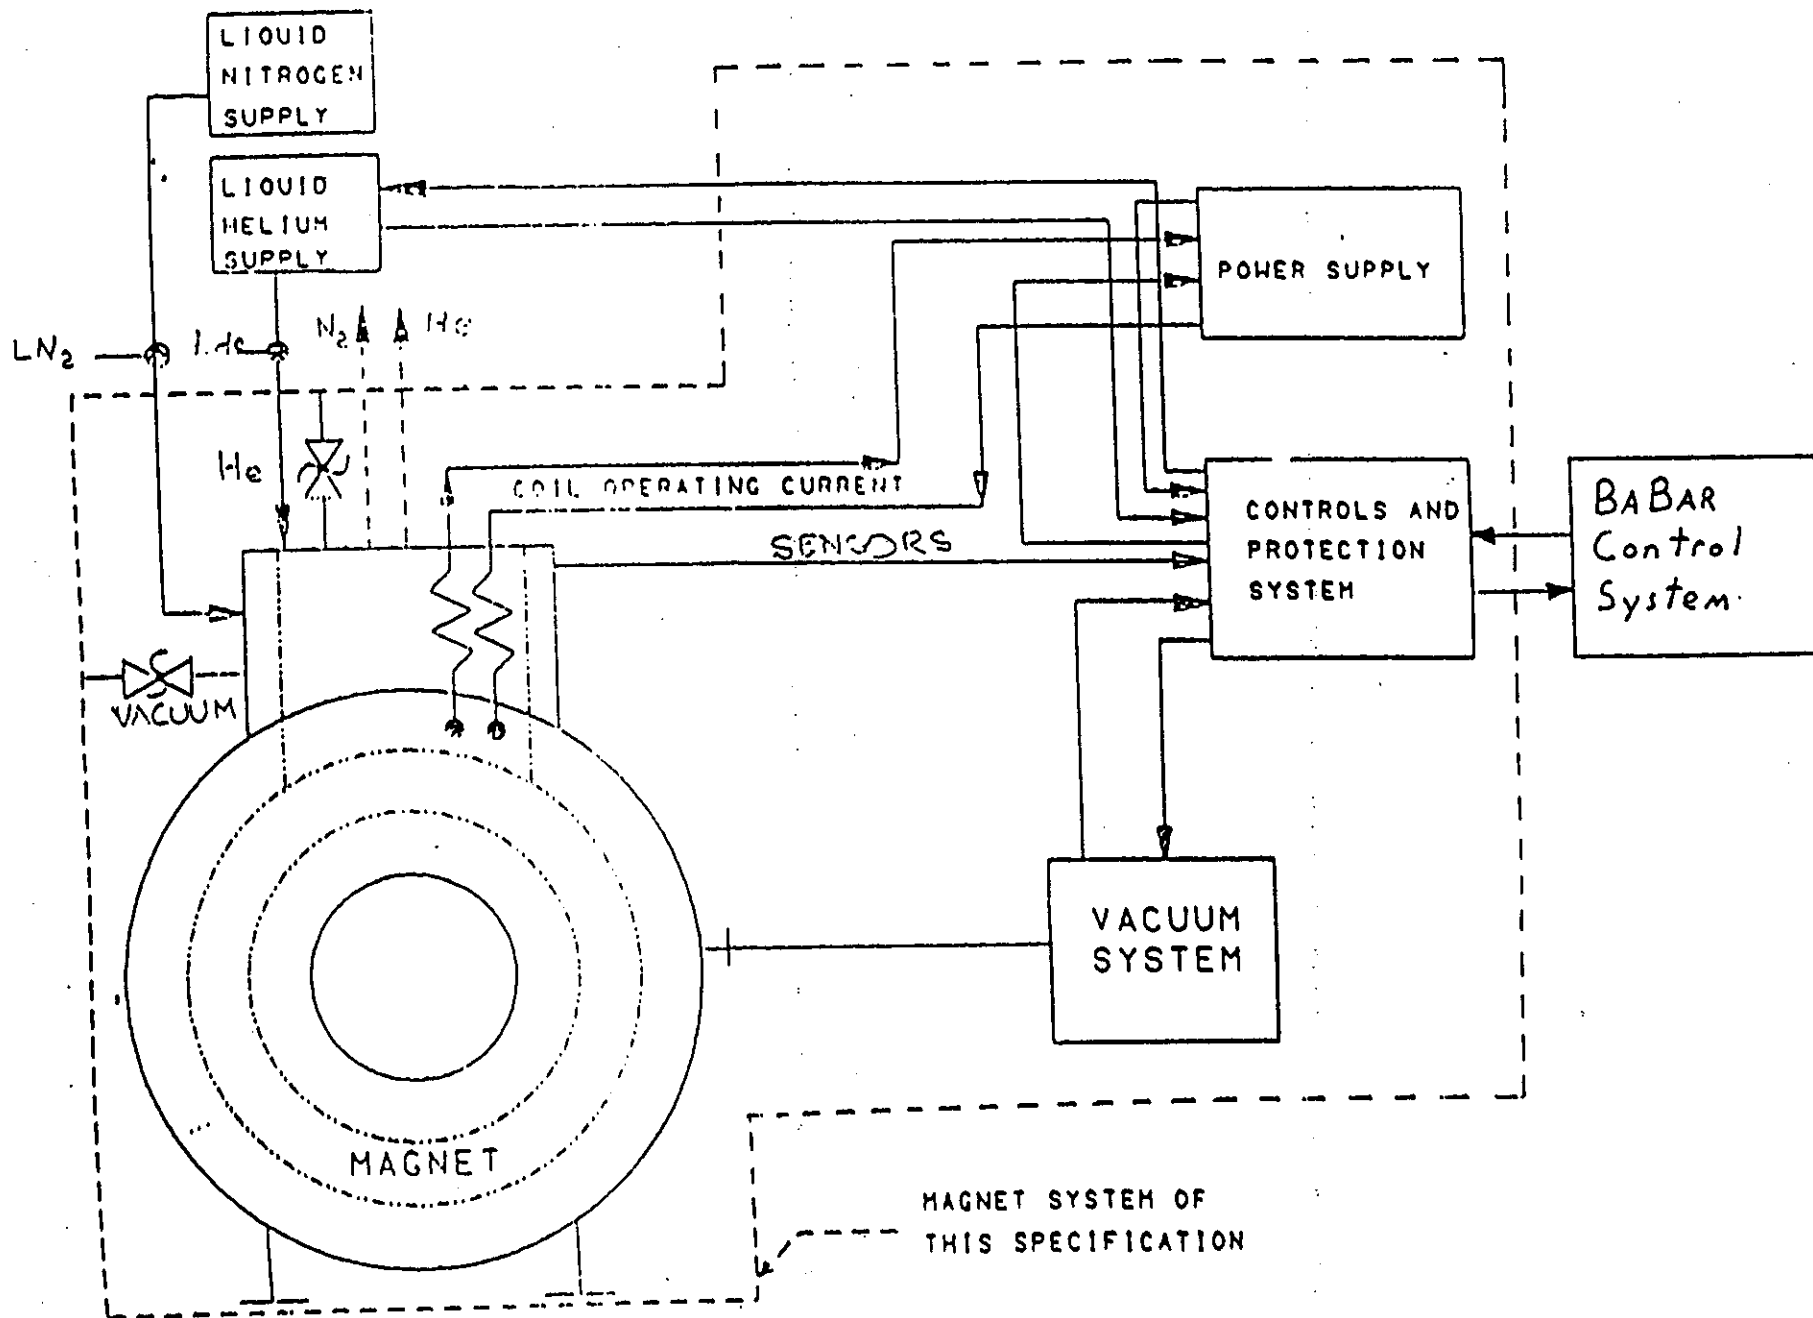 LIQUID
NITROGEN
SUPPLY
LIQUID
HELIUM
SUPPLY
POWER SUPPLY
LN₂
N₂
He
He
COIL OPERATING CURRENT
SENSORS
CONTROLS AND
PROTECTION
SYSTEM
BABAR
Control
System
VACUUM
VACUUM
SYSTEM
MAGNET
MAGNET SYSTEM OF
THIS SPECIFICATION